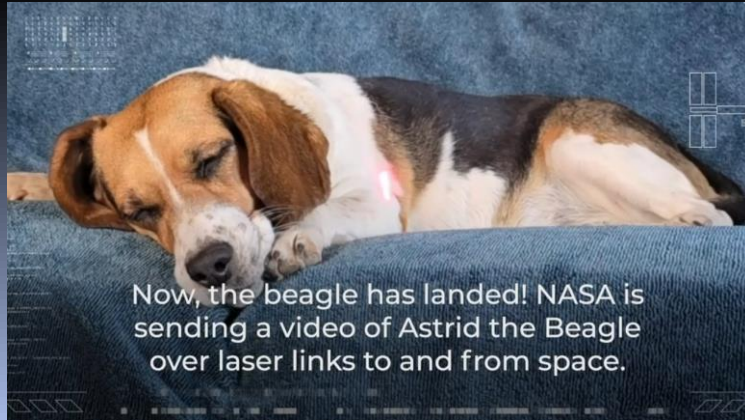 Now, the beagle has landed! NASA is
sending a video of Astrid the Beagle
over laser links to and from space.